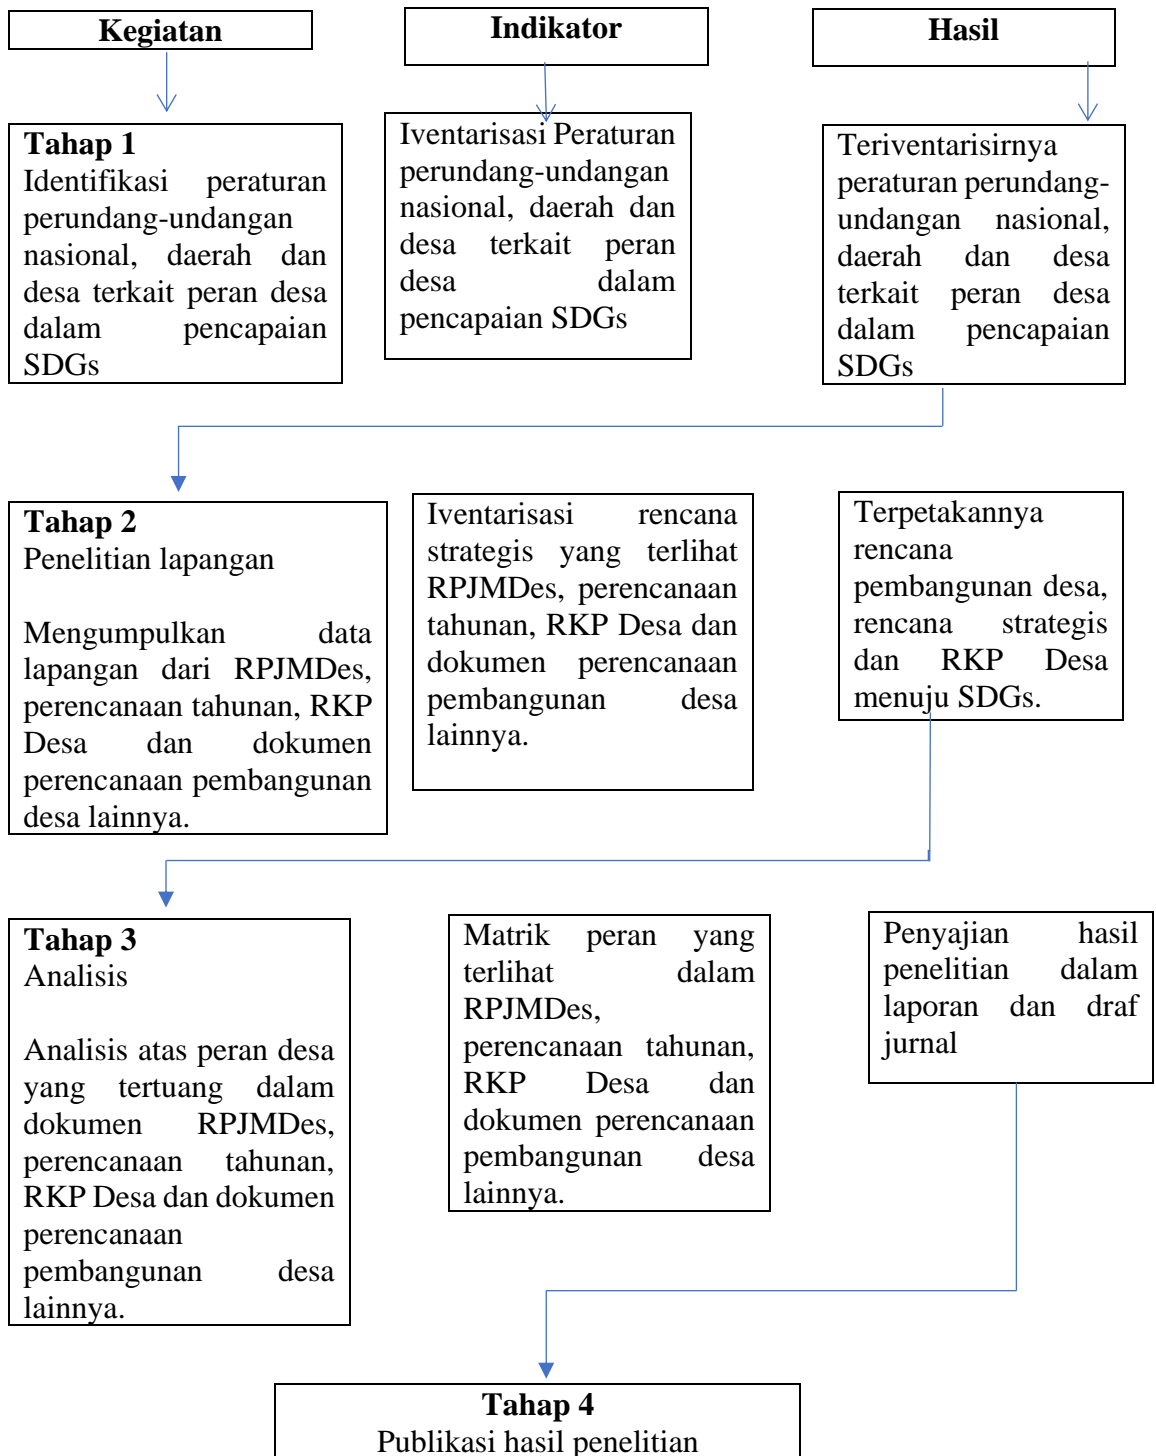 Kegiatan
Indikator
Hasil
Tahap 1
Identifikasi peraturan
perundang-undangan
nasional, daerah dan
desa terkait peran desa
dalam pencapaian
SDGs
Iventarisasi Peraturan
perundang-undangan
nasional, daerah dan
desa terkait peran
desa dalam
pencapaian SDGs
Teriventarisirnya
peraturan perundang-
undangan nasional,
daerah dan desa
terkait peran desa
dalam pencapaian
SDGs
Tahap 2
Penelitian lapangan
Mengumpulkan data
lapangan dari RPJMDes,
perencanaan tahunan, RKP
Desa dan dokumen
perencanaan pembangunan
desa lainnya.
Iventarisasi rencana
strategis yang terlihat
RPJMDes, perencanaan
tahunan, RKP Desa dan
dokumen perencanaan
pembangunan desa
lainnya.
Terpetakannya
rencana
pembangunan desa,
rencana strategis
dan RKP Desa
menuju SDGs.
Tahap 3
Analisis
Analisis atas peran desa
yang tertuang dalam
dokumen RPJMDes,
perencanaan tahunan,
RKP Desa dan dokumen
perencanaan
pembangunan desa
lainnya.
Matrik peran yang
terlihat dalam
RPJMDes,
perencanaan tahunan,
RKP Desa dan
dokumen perencanaan
pembangunan desa
lainnya.
Penyajian hasil
penelitian dalam
laporan dan draf
jurnal
Tahap 4
Publikasi hasil penelitian